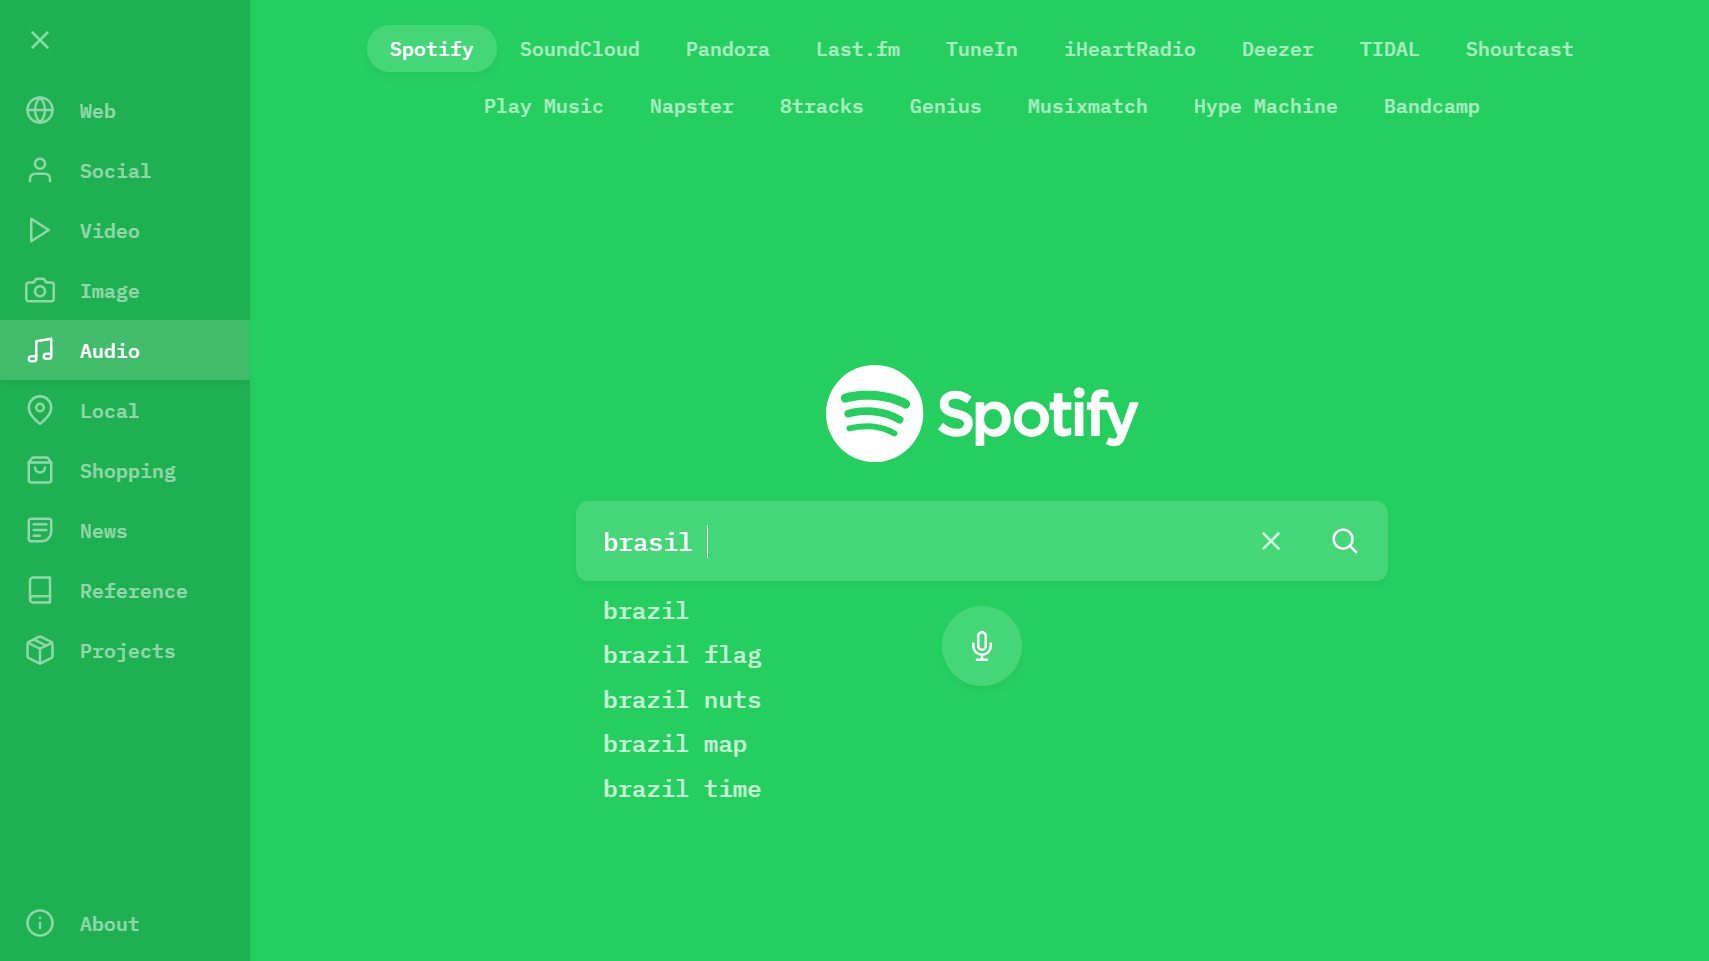 Spotify SoundCloud Pandora Last.fm TuneIn iHeartRadio Deezer TIDAL Shoutcast
Play Music Napster 8tracks Genius Musixmatch Hype Machine Bandcamp
Web
Social
Video
Image
Audio
Local
Shopping
News
Reference
Projects
About
Spotify
brasil
brazil
brazil flag
brazil nuts
brazil map
brazil time